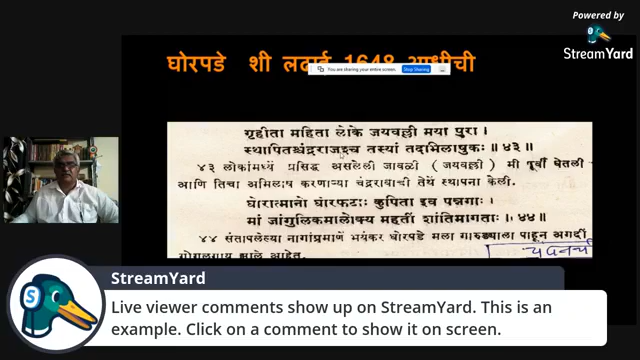 Powered by
StreamYard
घोरपडे शी लढाई 1648 आधीची
You are sharing your entire screen. Stop Sharing
गृहीता महिता लोके जयवल्ली मया पुरा ।
स्थापितश्चंद्रराजश्च तस्यां तदभिलाषुकः ॥ ४३ ॥
४३ लोकांमध्यें प्रसिद्ध असलेली जावळी (जयवल्ली) मी पूर्वी घेतली
आणि तिचा अभिलाष करणाऱ्या चंद्ररावाची तेथें स्थापना केली.
घोरात्मानो घोरफटाः कुपिता इव पन्नगाः ।
मां जांगुलिकमालोक्य महतीं शांतिमागताः ॥ ४४ ॥
४४ संतापलेल्या नागांप्रमाणें भयंकर घोरपडे मला गारुड्याला पाहून अगदीं
गोगलगाय झाले आहेत.
StreamYard
Live viewer comments show up on StreamYard. This is an
example. Click on a comment to show it on screen.